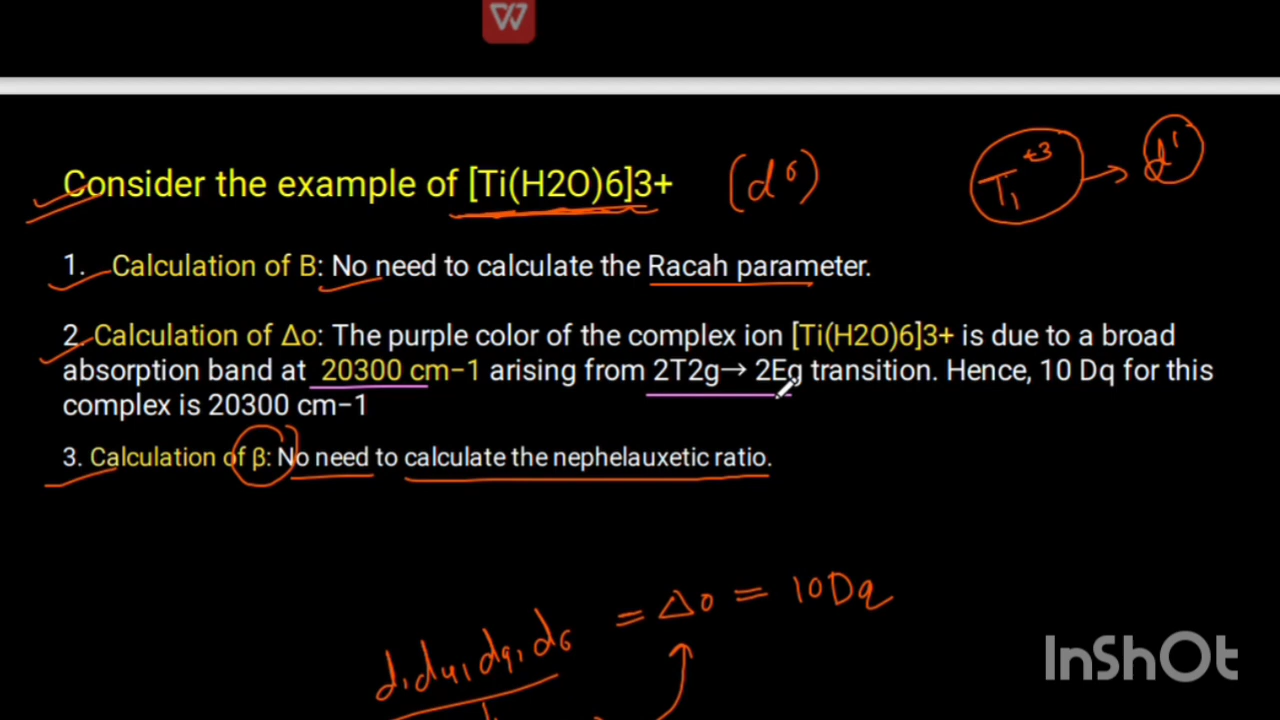 W
Consider the example of [Ti(H2O)6]3+ (d⁰) Ti+3 → d1
1. Calculation of B: No need to calculate the Racah parameter.
2. Calculation of Δo: The purple color of the complex ion [Ti(H2O)6]3+ is due to a broad
absorption band at 20300 cm−1 arising from 2T2g→ 2Eg transition. Hence, 10 Dq for this
complex is 20300 cm−1
3. Calculation of β: No need to calculate the nephelauxetic ratio.
d1d4,d9,d6 = Δo = 10Dq
InShOt